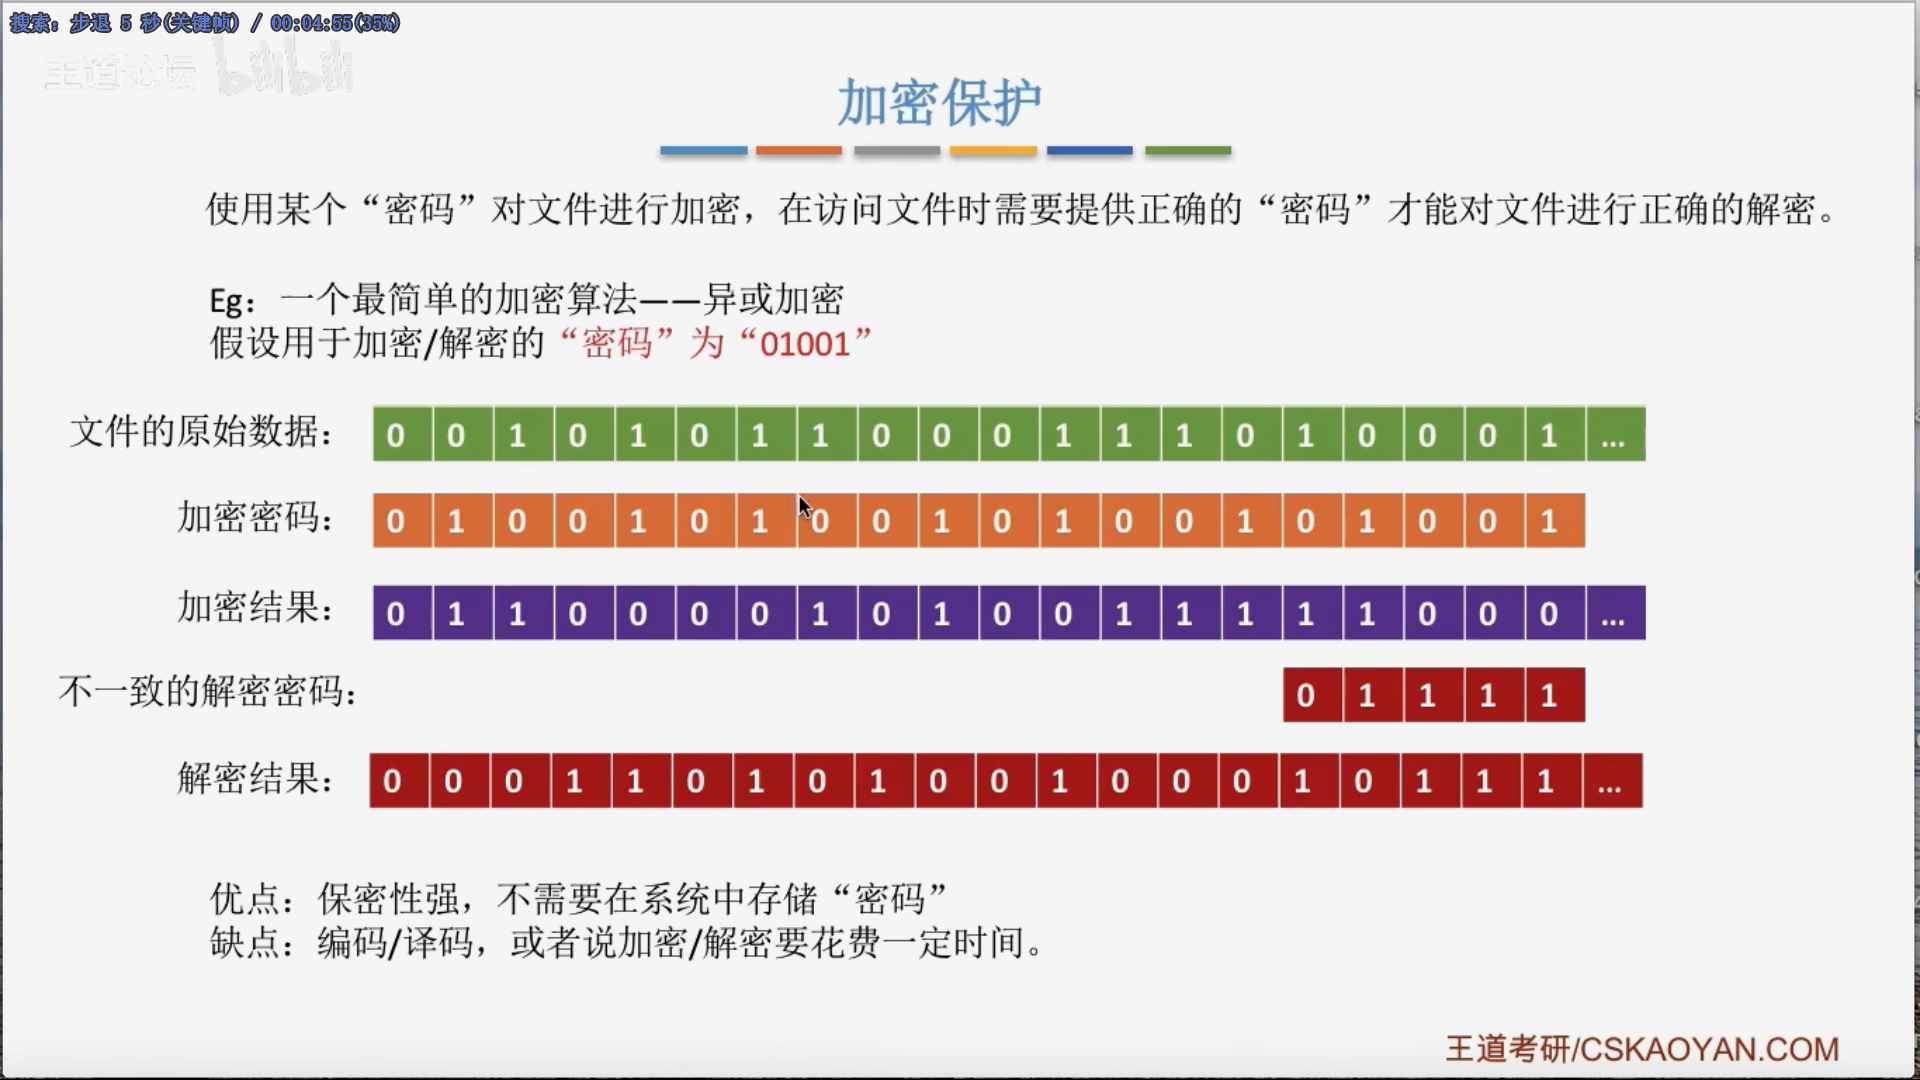 搜索: 步退 5 秒(关键帧) / 00:04:55(35%)
王道论坛 bilibili
加密保护
使用某个“密码”对文件进行加密，在访问文件时需要提供正确的“密码”才能对文件进行正确的解密。
Eg：一个最简单的加密算法——异或加密
假设用于加密/解密的“密码”为“01001”
文件的原始数据： 0 0 1 0 1 0 1 1 0 0 0 1 1 1 0 1 0 0 0 1 ...
加密密码： 0 1 0 0 1 0 1 0 0 1 0 1 0 0 1 0 1 0 0 1
加密结果： 0 1 1 0 0 0 0 1 0 1 0 0 1 1 1 1 1 0 0 0 ...
不一致的解密密码： 0 1 1 1 1
解密结果： 0 0 0 1 1 0 1 0 1 0 0 1 0 0 0 1 0 1 1 1 ...
优点：保密性强，不需要在系统中存储“密码”
缺点：编码/译码，或者说加密/解密要花费一定时间。
王道考研/CSKAOYAN.COM